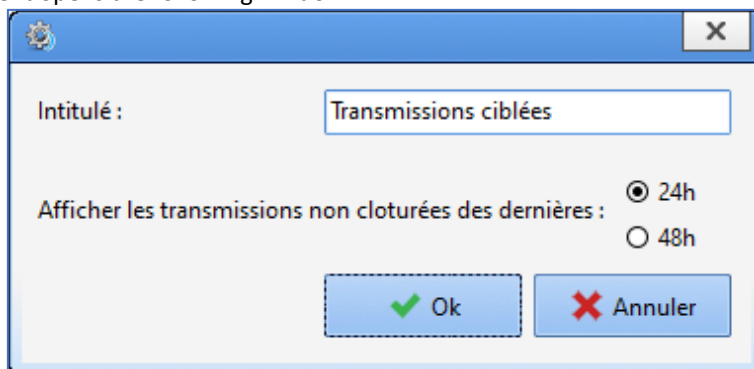 Intitulé :
Transmissions ciblées
Afficher les transmissions non cloturées des dernières :
24h
48h
Ok
Annuler